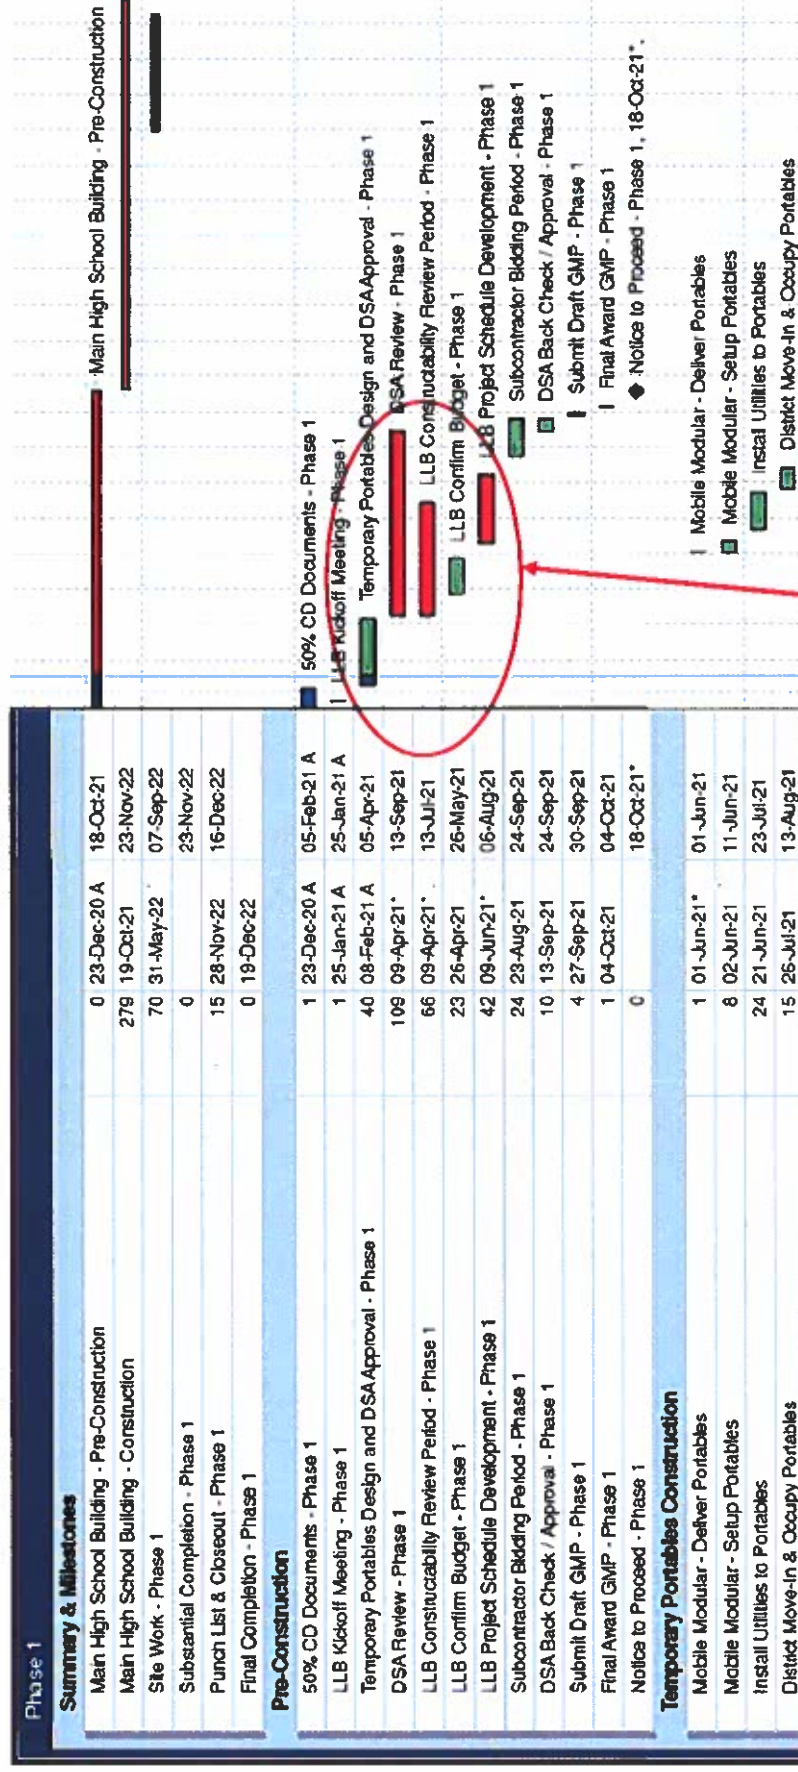 Phase 1
Summary & Milestones
Main High School Building - Pre-Construction 0 23-Dec-20 A 18-Oct-21 Main High School Building - Pre-Construction
Main High School Building - Construction 279 19-Oct-21 23-Nov-22
Site Work - Phase 1 70 31-May-22 07-Sep-22
Substantial Completion - Phase 1 0 23-Nov-22
Punch List & Closeout - Phase 1 15 28-Nov-22 16-Dec-22
Final Completion - Phase 1 0 19-Dec-22
Pre-Construction
50% CD Documents - Phase 1 1 23-Dec-20 A 05-Feb-21 A 50% CD Documents - Phase 1
LLB Kickoff Meeting - Phase 1 1 25-Jan-21 A 25-Jan-21 A LLB Kickoff Meeting - Phase 1
Temporary Portables Design and DSA Approval - Phase 1 40 08-Feb-21 A 05-Apr-21 Temporary Portables Design and DSA Approval - Phase 1
DSA Review - Phase 1 109 09-Apr-21* 13-Sep-21 DSA Review - Phase 1
LLB Constructability Review Period - Phase 1 66 09-Apr-21* 13-Jul-21 LLB Constructability Review Period - Phase 1
LLB Confirm Budget - Phase 1 23 26-Apr-21 26-May-21 LLB Confirm Budget - Phase 1
LLB Project Schedule Development - Phase 1 42 09-Jun-21* 06-Aug-21 LLB Project Schedule Development - Phase 1
Subcontractor Bidding Period - Phase 1 24 23-Aug-21 24-Sep-21 Subcontractor Bidding Period - Phase 1
DSA Back Check / Approval - Phase 1 10 13-Sep-21 24-Sep-21 DSA Back Check / Approval - Phase 1
Submit Draft GMP - Phase 1 4 27-Sep-21 30-Sep-21 Submit Draft GMP - Phase 1
Final Award GMP - Phase 1 1 04-Oct-21 04-Oct-21 Final Award GMP - Phase 1
Notice to Proceed - Phase 1 0 18-Oct-21* Notice to Proceed - Phase 1, 18-Oct-21*
Temporary Portables Construction
Mobile Modular - Deliver Portables 1 01-Jun-21* 01-Jun-21 Mobile Modular - Deliver Portables
Mobile Modular - Setup Portables 8 02-Jun-21 11-Jun-21 Mobile Modular - Setup Portables
Install Utilities to Portables 24 21-Jun-21 23-Jul-21 Install Utilities to Portables
District Move-In & Occupy Portables 15 26-Jul-21 13-Aug-21 District Move-In & Occupy Portables